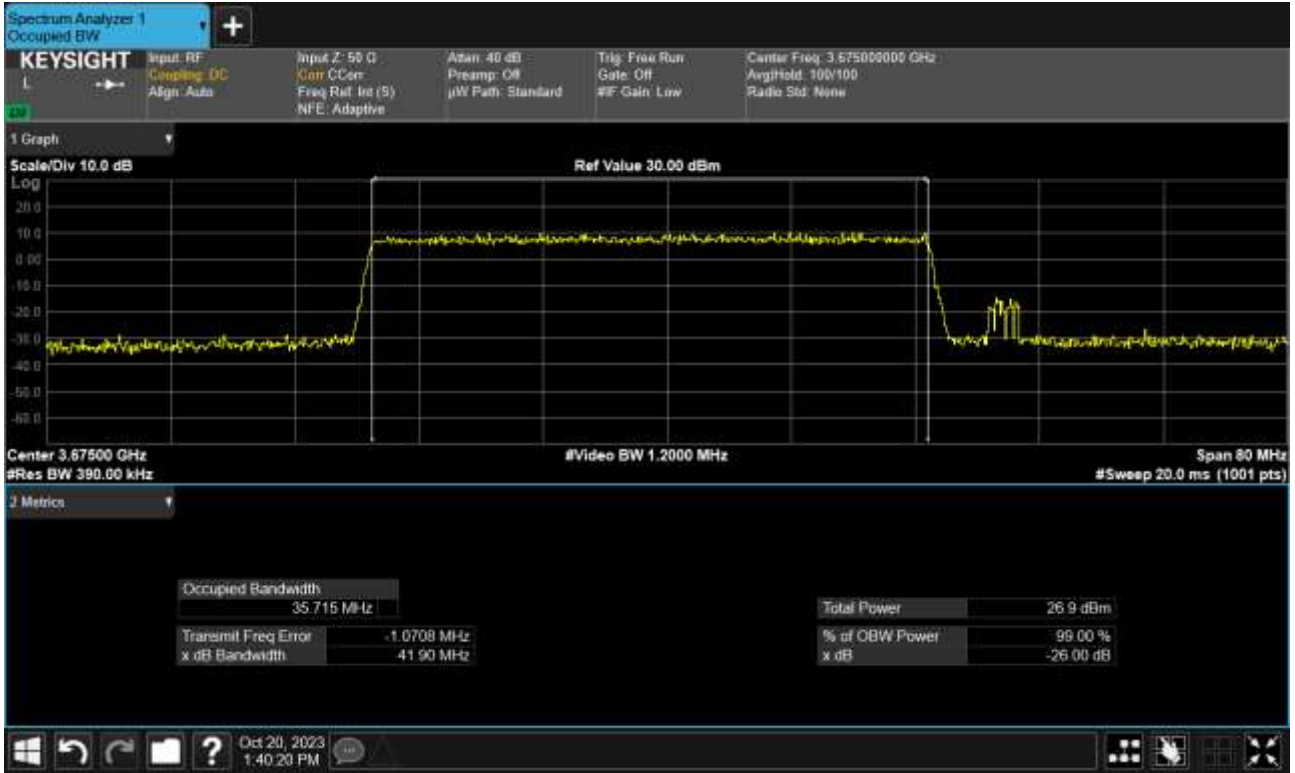 Spectrum Analyzer 1
Occupied BW
KEYSIGHT
L
Input: RF
Coupling: DC
Align: Auto
Input Z: 50 Ω
Corr CCorr
Freq Ref: Int (S)
NFE: Adaptive
Atten: 40 dB
Preamp: Off
µW Path: Standard
Trig: Free Run
Gate: Off
#IF Gain: Low
Center Freq: 3.675000000 GHz
Avg|Hold: 100/100
Radio Std: None
1 Graph
Scale/Div 10.0 dB
Ref Value 30.00 dBm
Log
20.0
10.0
0.00
-10.0
-20.0
-30.0
-40.0
-50.0
-60.0
Center 3.67500 GHz
#Video BW 1.2000 MHz
Span 80 MHz
#Res BW 390.00 kHz
#Sweep 20.0 ms (1001 pts)
2 Metrics
Occupied Bandwidth
35.715 MHz
Total Power 26.9 dBm
Transmit Freq Error -1.0708 MHz
% of OBW Power 99.00 %
x dB Bandwidth 41.90 MHz
x dB -26.00 dB
?
Oct 20, 2023
1:40:20 PM